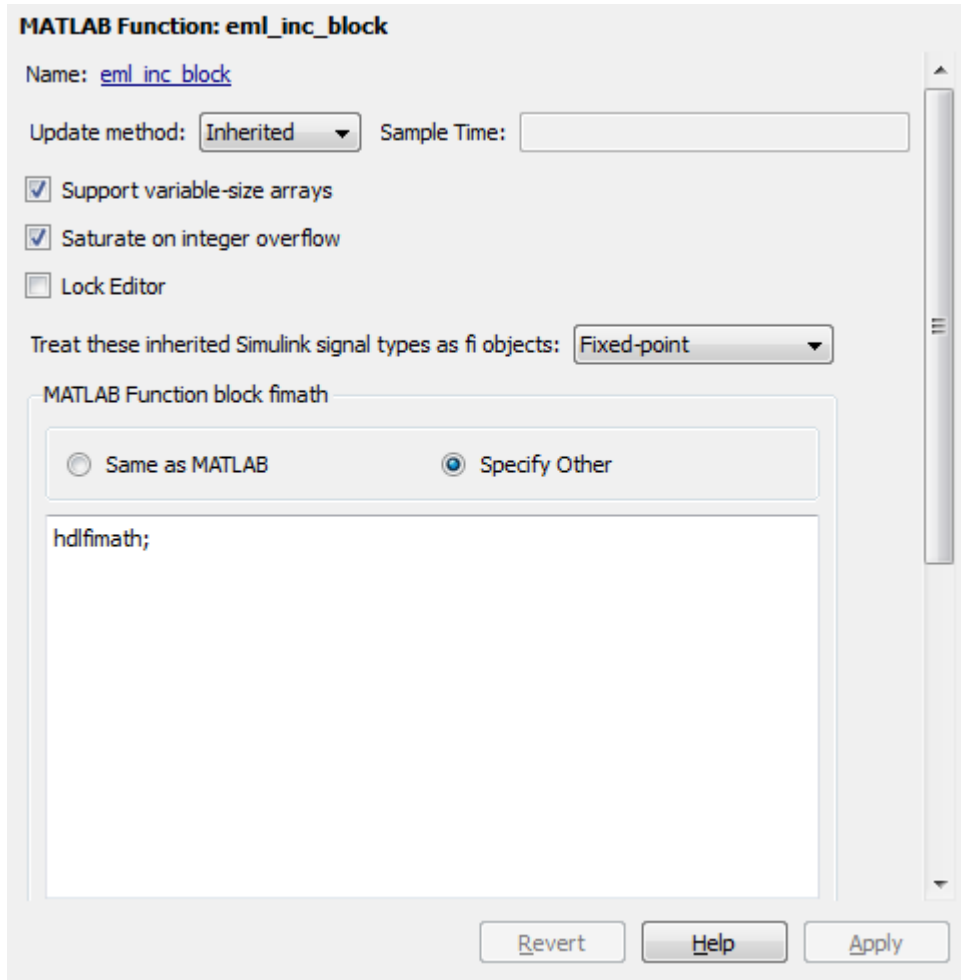 MATLAB Function: eml_inc_block
Name: eml_inc_block
Update method: Inherited Sample Time:
Support variable-size arrays
Saturate on integer overflow
Lock Editor
Treat these inherited Simulink signal types as fi objects: Fixed-point
MATLAB Function block fimath
Same as MATLAB Specify Other
hdlfimath;
Revert Help Apply